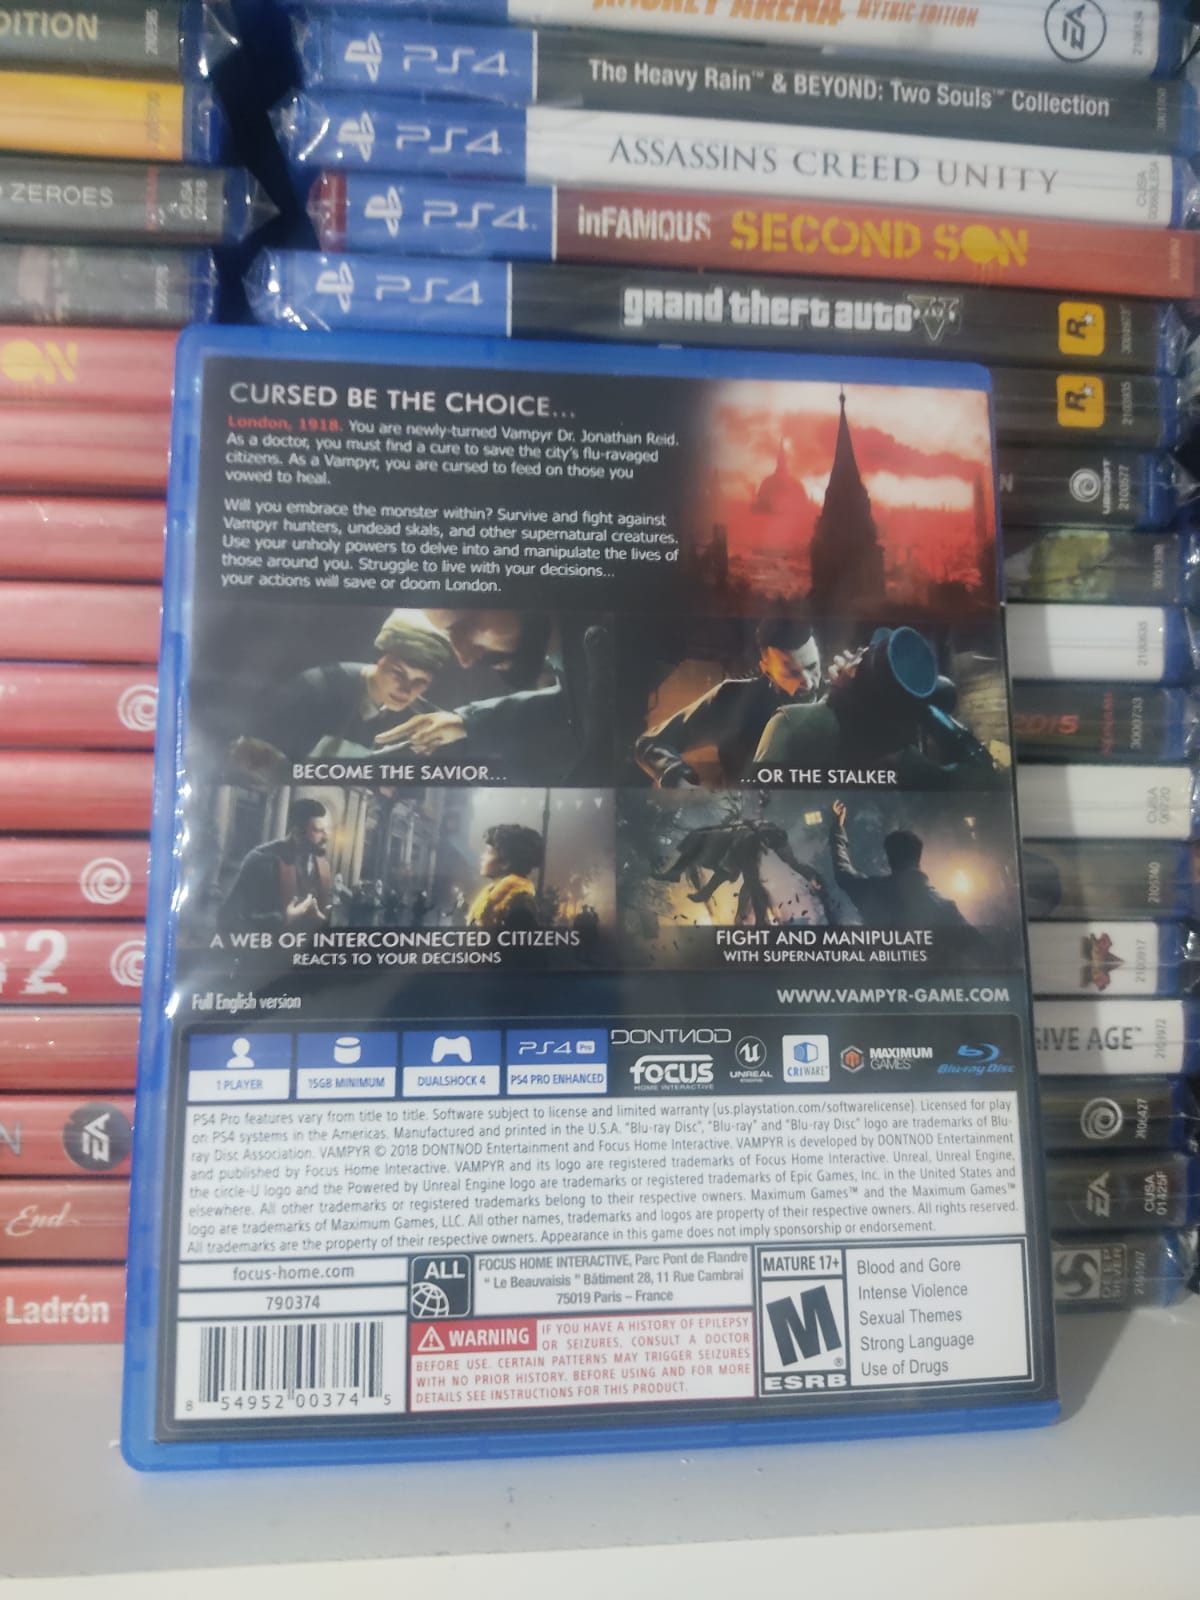 MYTHIC EDITION
EA
PS4
The Heavy Rain™ & BEYOND: Two Souls™ Collection
PS4
ASSASSIN'S CREED UNITY
PS4
inFAMOUS SECOND SON
PS4
grand theft auto V
R
R
ZEROES
CURSED BE THE CHOICE...
London, 1918. You are newly-turned Vampyr Dr. Jonathan Reid.
As a doctor, you must find a cure to save the city's flu-ravaged
citizens. As a Vampyr, you are cursed to feed on those you
vowed to heal.
Will you embrace the monster within? Survive and fight against
Vampyr hunters, undead skals, and other supernatural creatures.
Use your unholy powers to delve into and manipulate the lives of
those around you. Struggle to live with your decisions...
your actions will save or doom London.
BECOME THE SAVIOR...
...OR THE STALKER
A WEB OF INTERCONNECTED CITIZENS
REACTS TO YOUR DECISIONS
FIGHT AND MANIPULATE
WITH SUPERNATURAL ABILITIES
Full English version
WWW.VAMPYR-GAME.COM
1 PLAYER
15GB MINIMUM
DUALSHOCK 4
PS4 Pro
PS4 PRO ENHANCED
DONTNOD
focus
HOME INTERACTIVE
UNREAL
ENGINE
CRIWARE™
MAXIMUM
GAMES™
Blu-ray Disc
PS4 Pro features vary from title to title. Software subject to license and limited warranty (us.playstation.com/softwarelicense). Licensed for play
on PS4 systems in the Americas. Manufactured and printed in the U.S.A. "Blu-ray Disc", "Blu-ray" and "Blu-ray Disc" logo are trademarks of Blu-
ray Disc Association. VAMPYR © 2018 DONTNOD Entertainment and Focus Home Interactive. VAMPYR is developed by DONTNOD Entertainment
and published by Focus Home Interactive. VAMPYR and its logo are registered trademarks of Focus Home Interactive. Unreal, Unreal Engine,
the circle-U logo and the Powered by Unreal Engine logo are trademarks or registered trademarks of Epic Games, Inc. in the United States and
elsewhere. All other trademarks or registered trademarks belong to their respective owners. Maximum Games™ and the Maximum Games™
logo are trademarks of Maximum Games, LLC. All other names, trademarks and logos are property of their respective owners. All rights reserved.
All trademarks are the property of their respective owners. Appearance in this game does not imply sponsorship or endorsement.
focus-home.com
790374
8 54952 00374 5
ALL
FOCUS HOME INTERACTIVE, Parc Pont de Flandre
" Le Beauvaisis " Bâtiment 28, 11 Rue Cambrai
75019 Paris – France
WARNING
IF YOU HAVE A HISTORY OF EPILEPSY
OR SEIZURES, CONSULT A DOCTOR
BEFORE USE. CERTAIN PATTERNS MAY TRIGGER SEIZURES
WITH NO PRIOR HISTORY. BEFORE USING AND FOR MORE
DETAILS SEE INSTRUCTIONS FOR THIS PRODUCT.
MATURE 17+
M
®
ESRB
Blood and Gore
Intense Violence
Sexual Themes
Strong Language
Use of Drugs
2
EA
End
Ladrón
2015
3000733
AGE™
EA
CUSA